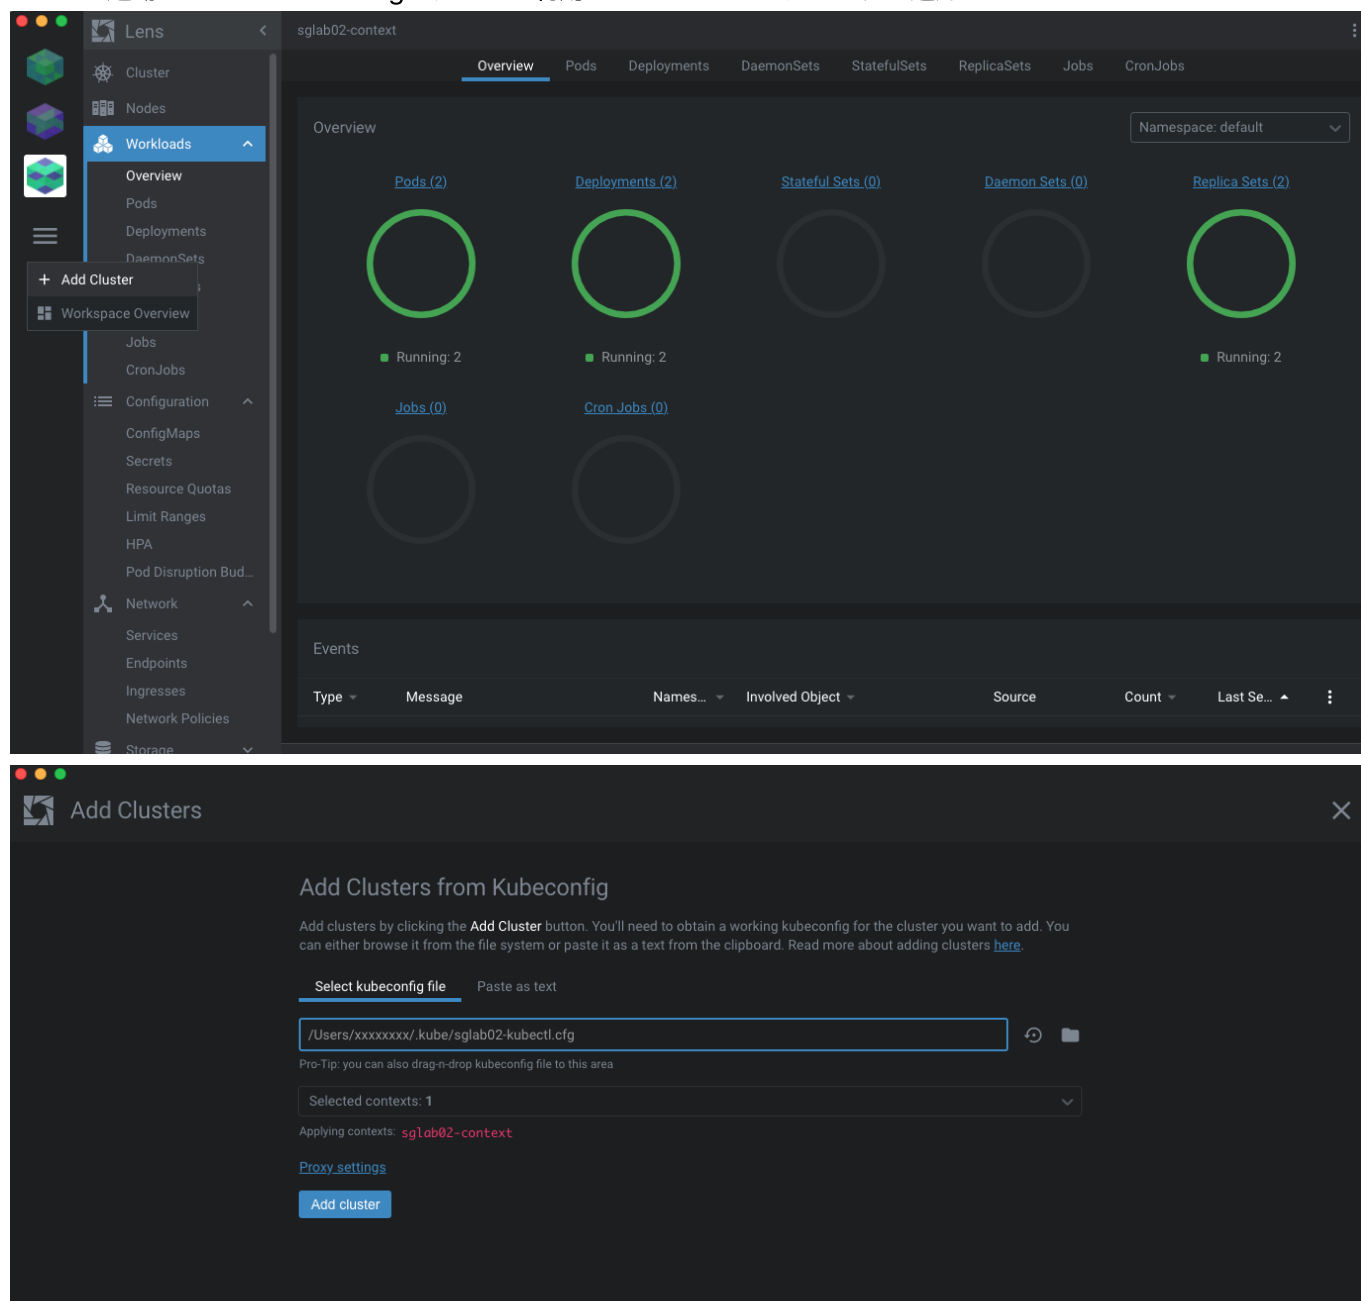 Lens
sglab02-context
Cluster
Nodes
Workloads
Overview
Pods
Deployments
DaemonSets
Jobs
CronJobs
Configuration
ConfigMaps
Secrets
Resource Quotas
Limit Ranges
HPA
Pod Disruption Bud...
Network
Services
Endpoints
Ingresses
Network Policies
Storage
+ Add Cluster
Workspace Overview
Overview Pods Deployments DaemonSets StatefulSets ReplicaSets Jobs CronJobs
Overview
Namespace: default
Pods (2) Deployments (2) Stateful Sets (0) Daemon Sets (0) Replica Sets (2)
Running: 2 Running: 2 Running: 2
Jobs (0) Cron Jobs (0)
Events
Type Message Names... Involved Object Source Count Last Se...
Add Clusters
Add Clusters from Kubeconfig
Add clusters by clicking the Add Cluster button. You'll need to obtain a working kubeconfig for the cluster you want to add. You
can either browse it from the file system or paste it as a text from the clipboard. Read more about adding clusters here.
Select kubeconfig file Paste as text
/Users/xxxxxxxx/.kube/sglab02-kubectl.cfg
Pro-Tip: you can also drag-n-drop kubeconfig file to this area
Selected contexts: 1
Applying contexts: sglab02-context
Proxy settings
Add cluster